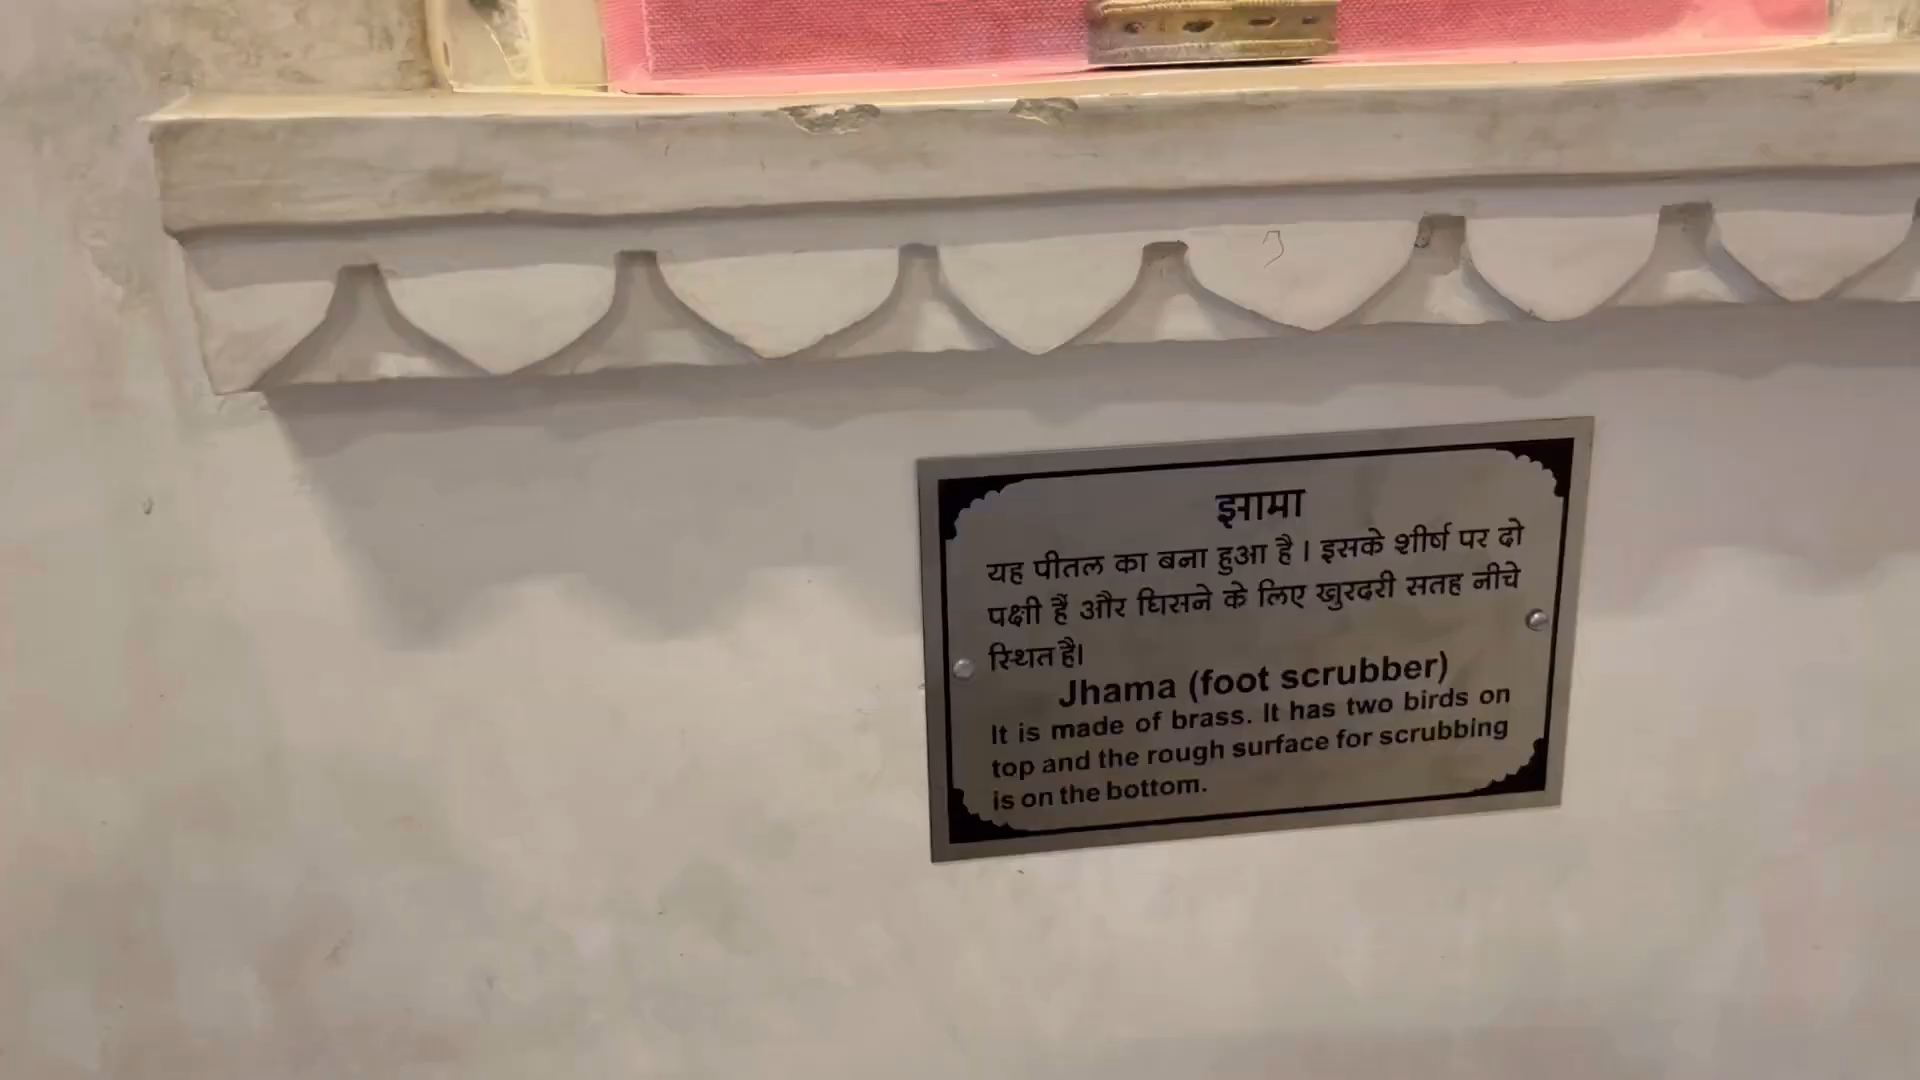 झामा
यह पीतल का बना हुआ है। इसके शीर्ष पर दो
पक्षी हैं और घिसने के लिए खुरदरी सतह नीचे
स्थित है।
Jhama (foot scrubber)
It is made of brass. It has two birds on
top and the rough surface for scrubbing
is on the bottom.